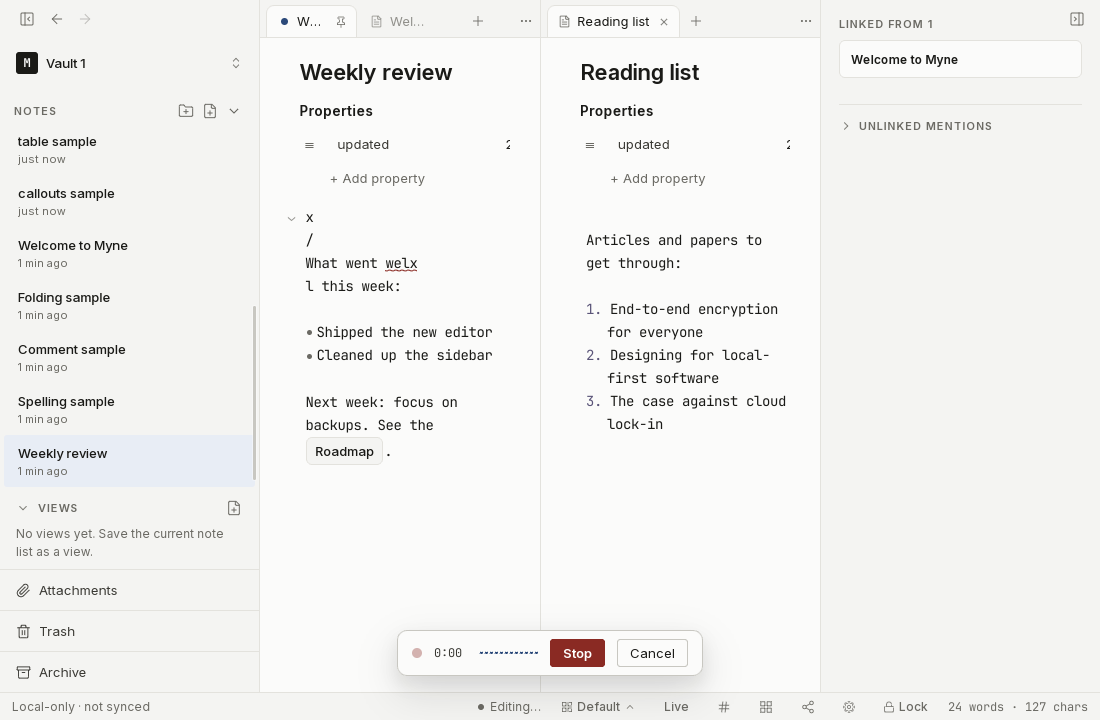 M Vault 1
NOTES
table sample
just now
callouts sample
just now
Welcome to Myne
1 min ago
Folding sample
1 min ago
Comment sample
1 min ago
Spelling sample
1 min ago
Weekly review
1 min ago
VIEWS
No views yet. Save the current note
list as a view.
Attachments
Trash
Archive
W…
Wel…
Weekly review
Properties
updated
+ Add property
x
/
What went welx
l this week:
• Shipped the new editor
• Cleaned up the sidebar
Next week: focus on
backups. See the
Roadmap .
Reading list
Reading list
Properties
updated
+ Add property
Articles and papers to
get through:
1. End-to-end encryption
for everyone
2. Designing for local-
first software
3. The case against cloud
lock-in
LINKED FROM 1
Welcome to Myne
UNLINKED MENTIONS
0:00 Stop Cancel
Local-only · not synced
Editing… Default Live Lock 24 words · 127 chars